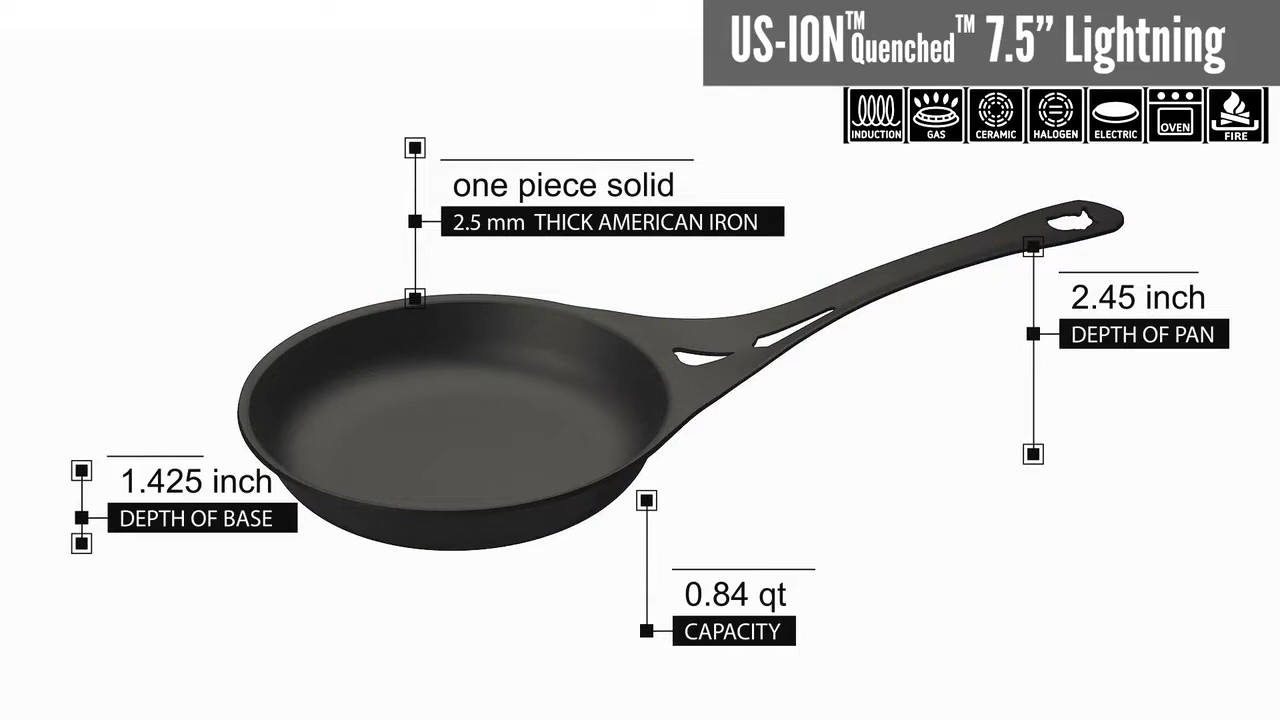 US-ION™ Quenched™ 7.5” Lightning
INDUCTION GAS CERAMIC HALOGEN ELECTRIC OVEN FIRE
one piece solid
2.5 mm THICK AMERICAN IRON
2.45 inch
DEPTH OF PAN
1.425 inch
DEPTH OF BASE
0.84 qt
CAPACITY